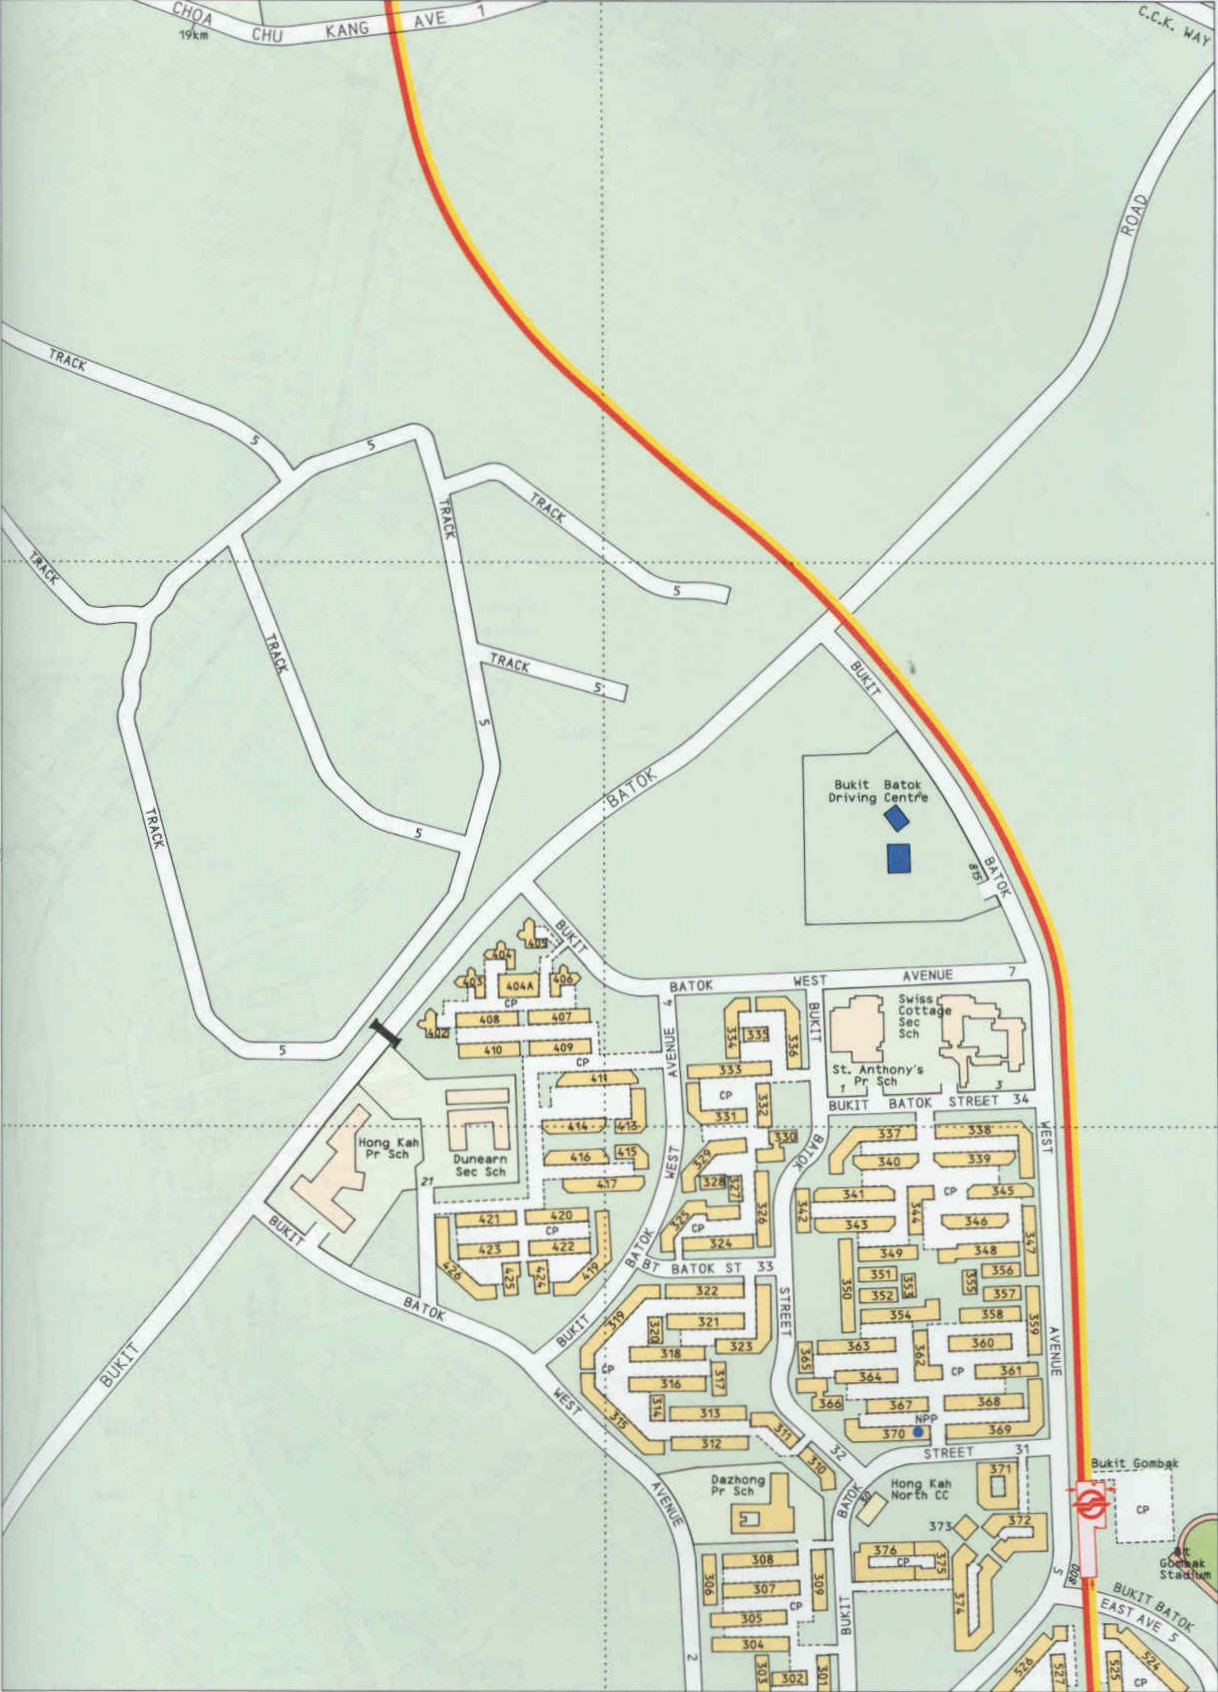 CHOA CHU KANG AVE 1
19km
C.C.K. WAY
ROAD
TRACK
5
5
TRACK
TRACK
TRACK
5
TRACK
TRACK
5
5
BUKIT
BATOK
Bukit Batok
Driving Centre
TRACK
5
815
BATOK
BUKIT
405
404
403
404A
406
CP
402
408
407
410
409
CP
5
BATOK WEST AVENUE 7
4
AVENUE
334
335
336
BUKIT
Swiss
Cottage
Sec
Sch
St. Anthony's
Pr Sch
1
3
BUKIT BATOK STREET 34
333
CP
332
331
411
414
413
416
415
417
Hong Kah
Pr Sch
Dunearn
Sec Sch
21
WEST
330
329
328
327
326
325
CP
324
BATOK
WEST
337
338
340
339
341
CP
345
342
343
344
346
347
349
348
350
351
353
355
356
352
357
354
358
359
421
420
CP
423
422
426
425
424
419
BUKIT
BATOK
BATOK
BT BATOK ST 33
STREET
BUKIT
BUKIT
322
319
321
320
323
318
CP
316
317
314
313
315
312
311
310
WEST
365
363
362
360
CP
361
364
366
367
368
NPP
370
369
AVENUE
32
STREET 31
Dazhong
Pr Sch
AVENUE
BATOK
30
Hong Kah
North CC
371
373
372
Bukit Gombak
CP
Bt
Gombak
Stadium
308
306
307
309
305
CP
304
303
302
301
2
BUKIT
376
CP
375
374
5
800
BUKIT BATOK
EAST AVE 5
526
527
525
524
CP